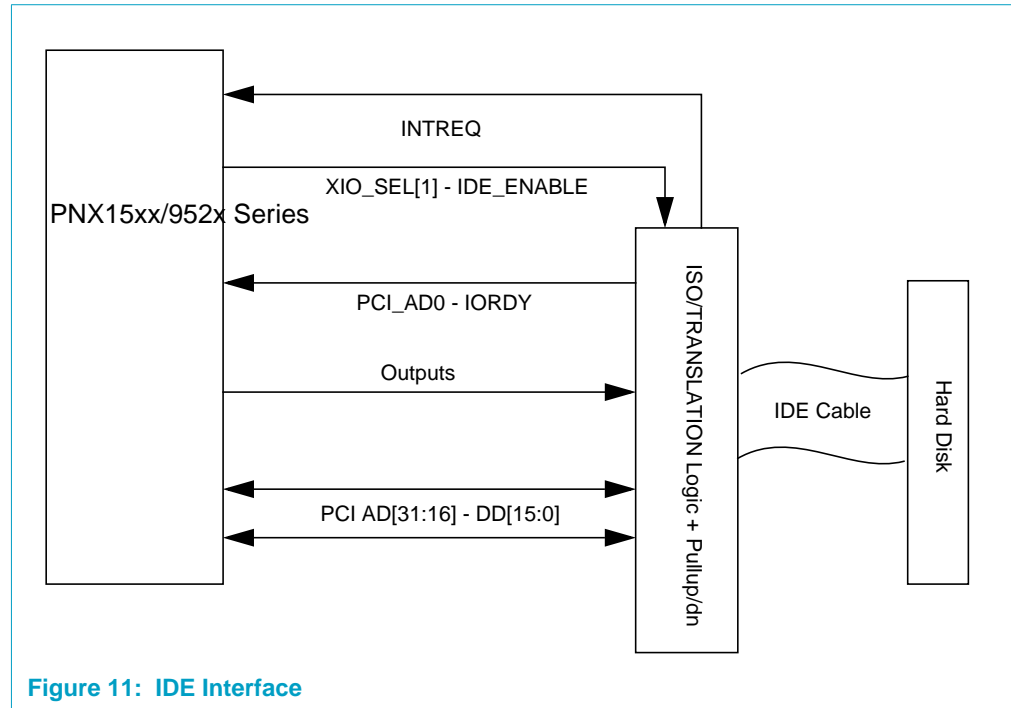 INTREQ
XIO_SEL[1] - IDE_ENABLE
PNX15xx/952x Series
PCI_AD0 - IORDY
Outputs
PCI AD[31:16] - DD[15:0]
ISO/TRANSLATION Logic + Pullup/dn
IDE Cable
Hard Disk
Figure 11: IDE Interface